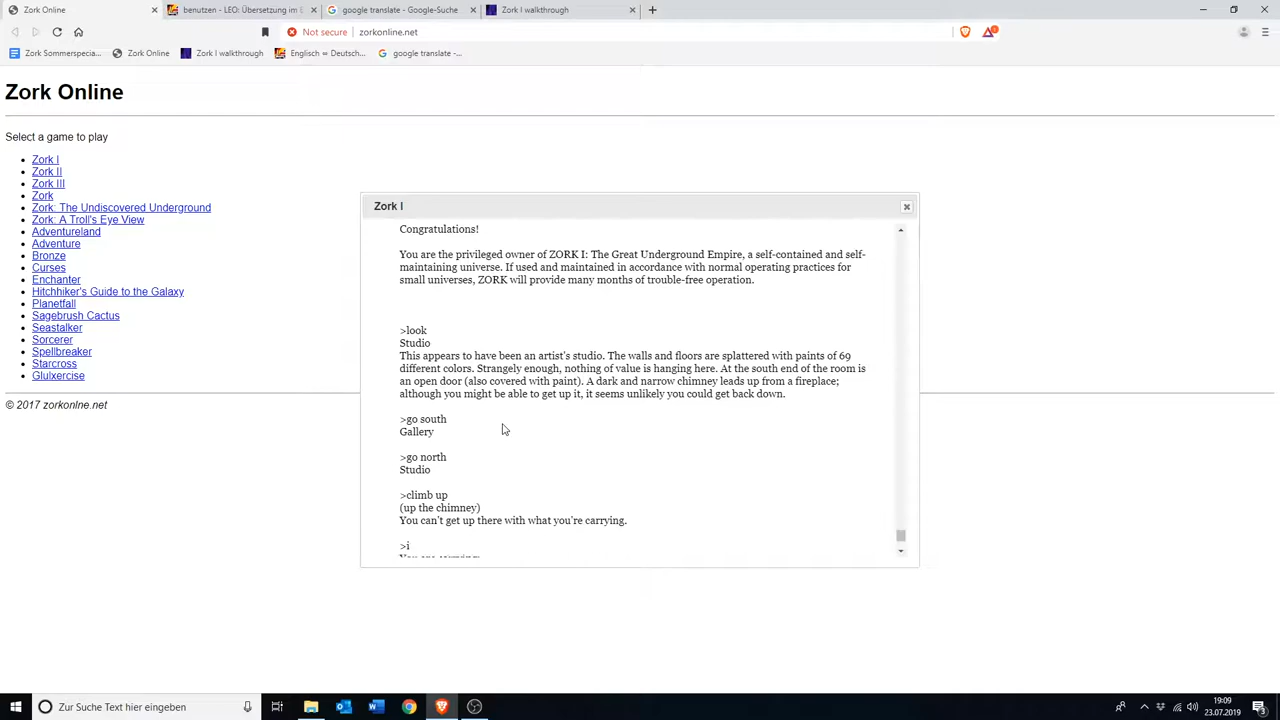 Zork Online
benutzen - LEO: Übersetzung im E
google translate - Google-Suche
Zork I walkthrough
Not secure
zorkonline.net
Zork Sommerspecia...
Zork Online
Zork I walkthrough
Englisch ⇔ Deutsch...
google translate -...
Zork Online
Select a game to play
Zork I
Zork II
Zork III
Zork
Zork: The Undiscovered Underground
Zork: A Troll's Eye View
Adventureland
Adventure
Bronze
Curses
Enchanter
Hitchhiker's Guide to the Galaxy
Planetfall
Sagebrush Cactus
Seastalker
Sorcerer
Spellbreaker
Starcross
Glulxercise
© 2017 zorkonlne.net
Zork I
Congratulations!
You are the privileged owner of ZORK I: The Great Underground Empire, a self-contained and self-
maintaining universe. If used and maintained in accordance with normal operating practices for
small universes, ZORK will provide many months of trouble-free operation.
>look
Studio
This appears to have been an artist's studio. The walls and floors are splattered with paints of 69
different colors. Strangely enough, nothing of value is hanging here. At the south end of the room is
an open door (also covered with paint). A dark and narrow chimney leads up from a fireplace;
although you might be able to get up it, it seems unlikely you could get back down.
>go south
Gallery
>go north
Studio
>climb up
(up the chimney)
You can't get up there with what you're carrying.
>i
You are carrying:
Zur Suche Text hier eingeben
19:09
23.07.2019